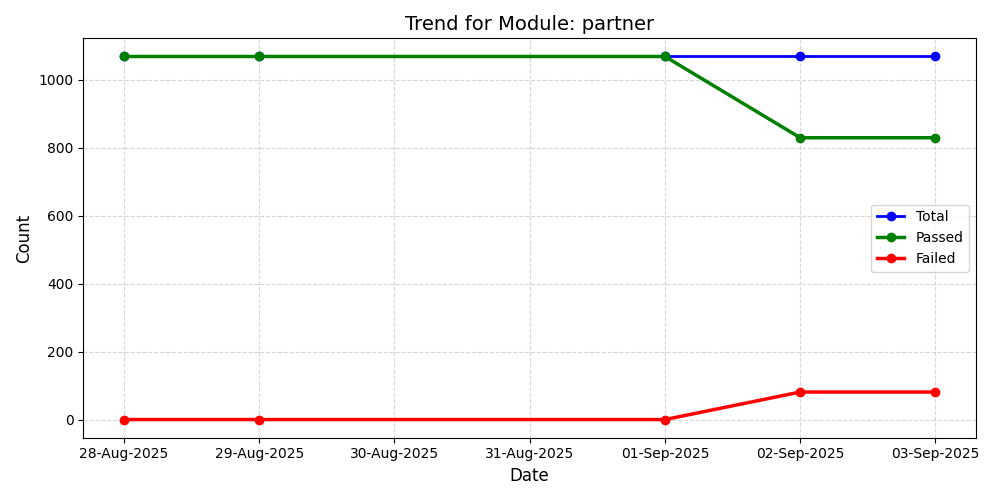 Trend for Module: partner
Count
1000
800
600
400
200
0
Total
Passed
Failed
28-Aug-2025 29-Aug-2025 30-Aug-2025 31-Aug-2025 01-Sep-2025 02-Sep-2025 03-Sep-2025
Date